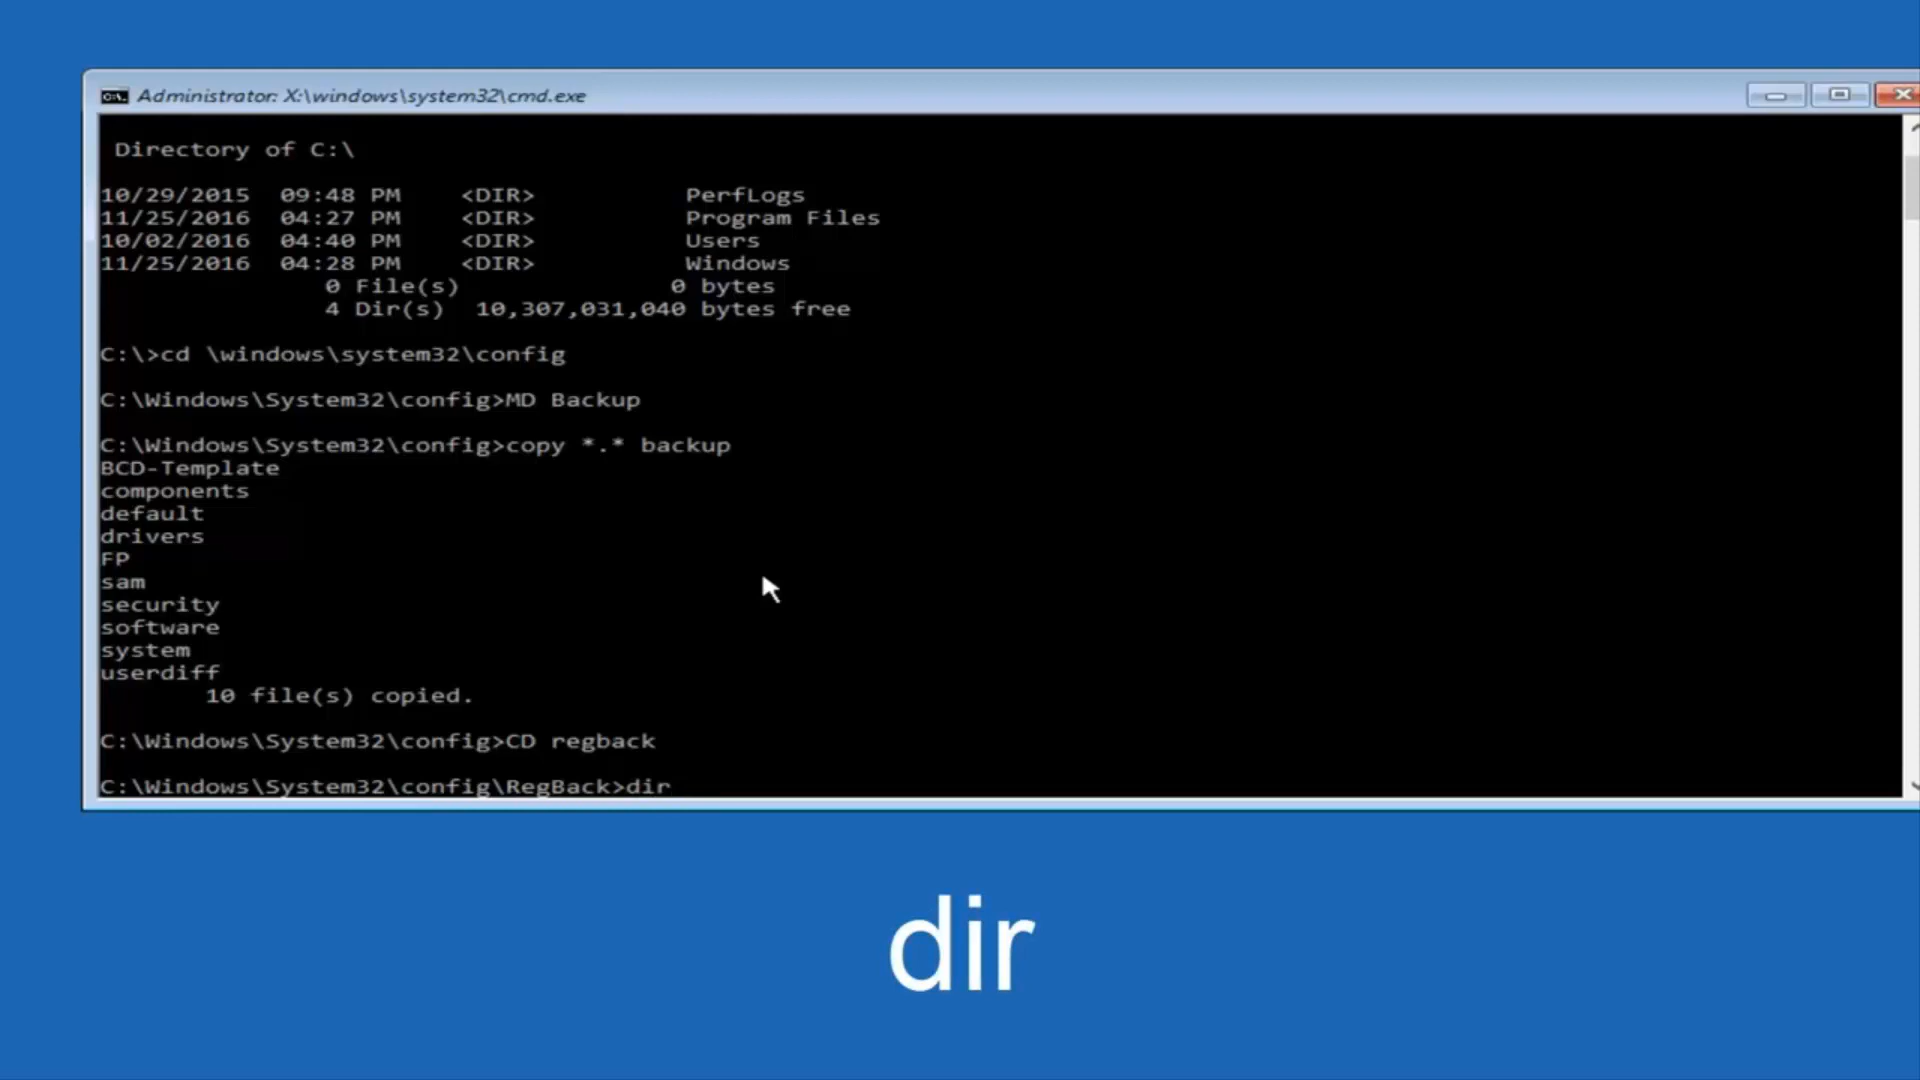 Administrator: X:\windows\system32\cmd.exe
Directory of C:\
10/29/2015 09:48 PM <DIR> PerfLogs
11/25/2016 04:27 PM <DIR> Program Files
10/02/2016 04:40 PM <DIR> Users
11/25/2016 04:28 PM <DIR> Windows
0 File(s) 0 bytes
4 Dir(s) 10,307,031,040 bytes free
C:\>cd \windows\system32\config
C:\Windows\System32\config>MD Backup
C:\Windows\System32\config>copy *.* backup
BCD-Template
components
default
drivers
FP
sam
security
software
system
userdiff
10 file(s) copied.
C:\Windows\System32\config>CD regback
C:\Windows\System32\config\RegBack>dir
dir